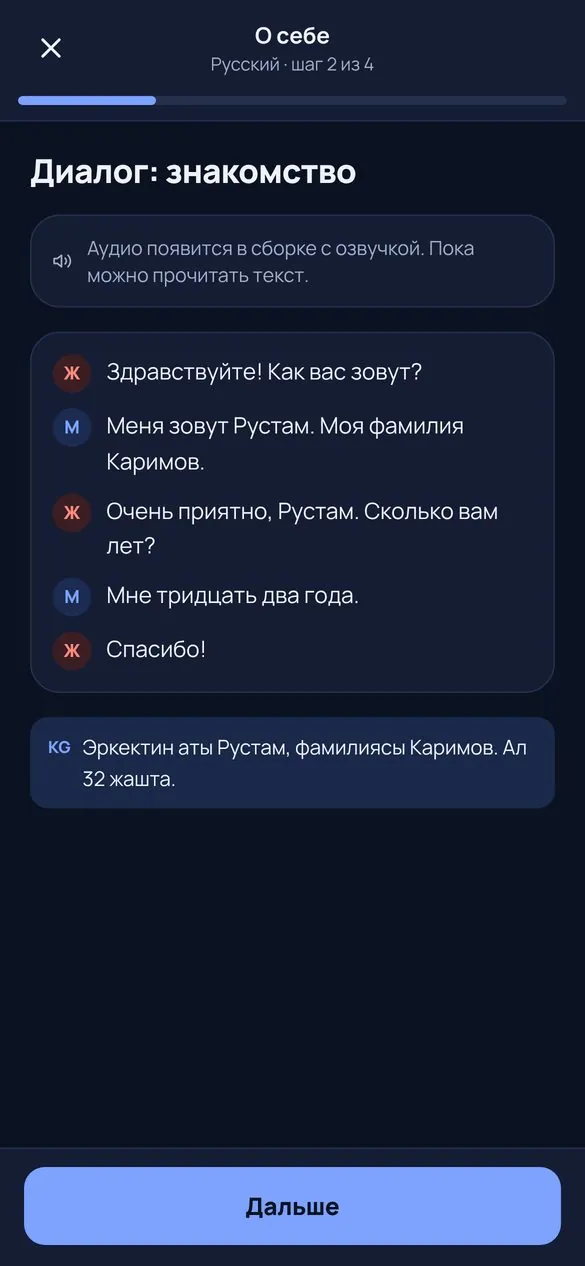 О себе
Русский · шаг 2 из 4
Диалог: знакомство
Аудио появится в сборке с озвучкой. Пока
можно прочитать текст.
Ж Здравствуйте! Как вас зовут?
М Меня зовут Рустам. Моя фамилия
Каримов.
Ж Очень приятно, Рустам. Сколько вам
лет?
М Мне тридцать два года.
Ж Спасибо!
KG Эркектин аты Рустам, фамилиясы Каримов. Ал
32 жашта.
Дальше